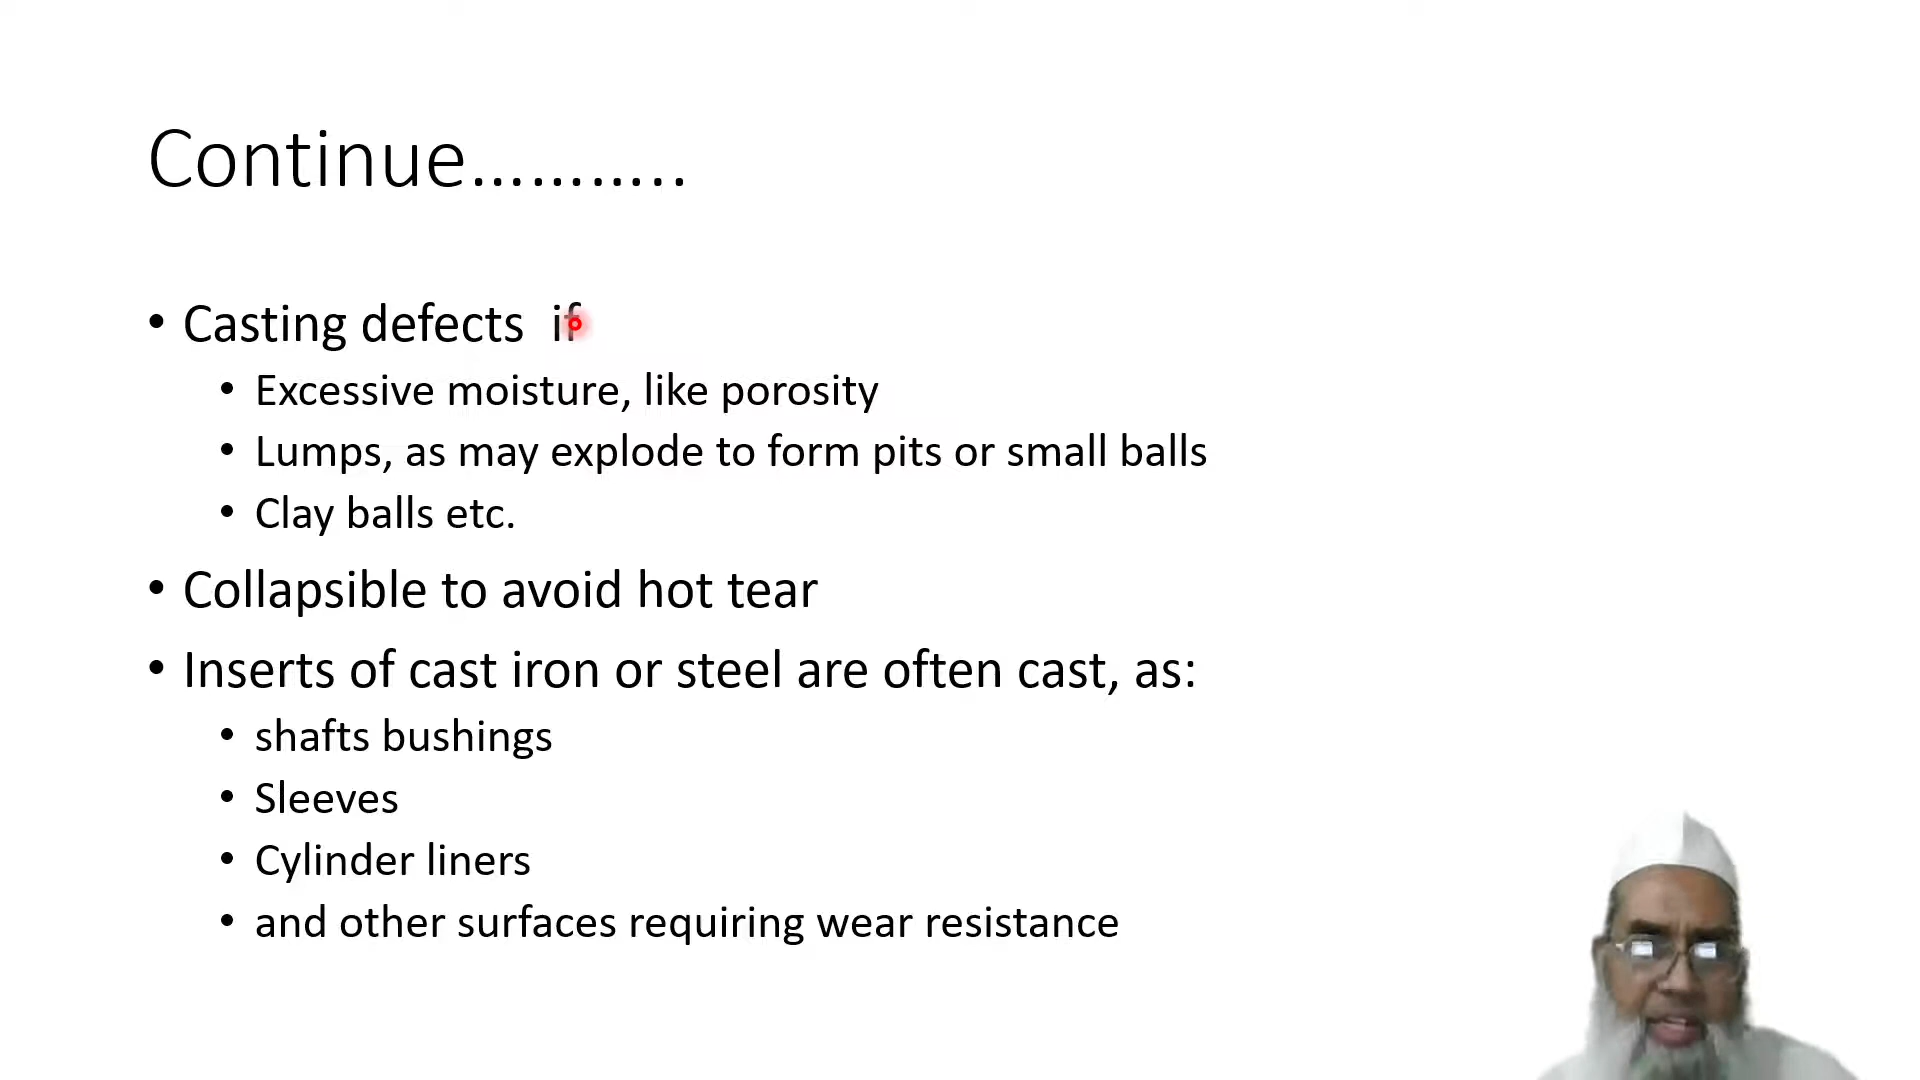 Continue...........
• Casting defects if
• Excessive moisture, like porosity
• Lumps, as may explode to form pits or small balls
• Clay balls etc.
• Collapsible to avoid hot tear
• Inserts of cast iron or steel are often cast, as:
• shafts bushings
• Sleeves
• Cylinder liners
• and other surfaces requiring wear resistance